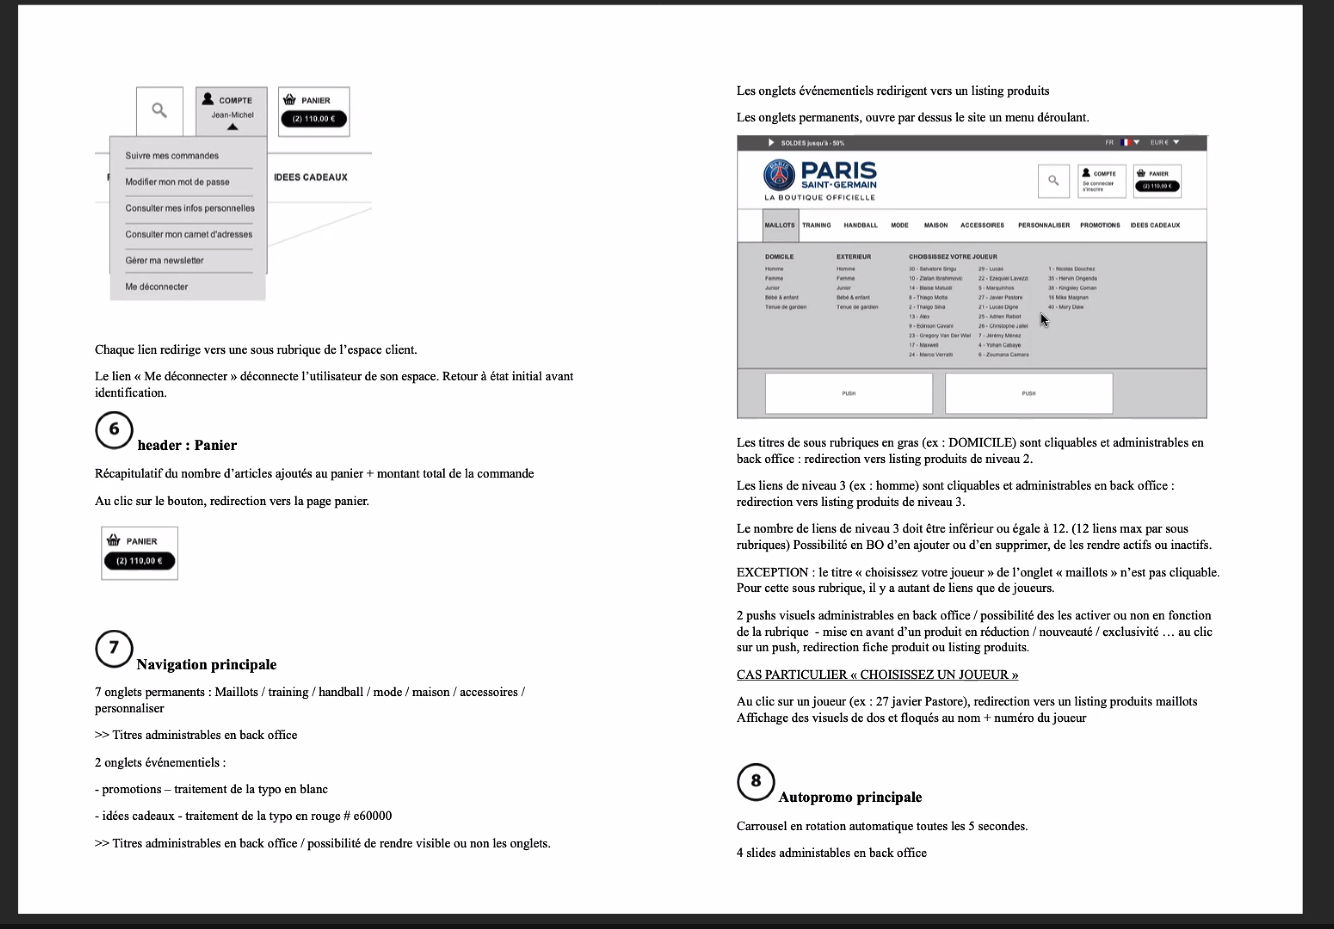 COMPTE
Jean-Michel
PANIER
(2) 110,00 €
Suivre mes commandes
Modifier mon mot de passe
Consulter mes infos personnelles
Consulter mon carnet d'adresses
Gérer ma newsletter
Me déconnecter
IDEES CADEAUX
Chaque lien redirige vers une sous rubrique de l'espace client.
Le lien « Me déconnecter » déconnecte l'utilisateur de son espace. Retour à état initial avant
identification.
6
header : Panier
Récapitulatif du nombre d'articles ajoutés au panier + montant total de la commande
Au clic sur le bouton, redirection vers la page panier.
PANIER
(2) 110,00 €
7
Navigation principale
7 onglets permanents : Maillots / training / handball / mode / maison / accessoires /
personnaliser
>> Titres administrables en back office
2 onglets événementiels :
- promotions – traitement de la typo en blanc
- idées cadeaux - traitement de la typo en rouge # e60000
>> Titres administrables en back office / possibilité de rendre visible ou non les onglets.
Les onglets événementiels redirigent vers un listing produits
Les onglets permanents, ouvre par dessus le site un menu déroulant.
SOLDES jusqu'à - 50%
FR
EUR €
PARIS
SAINT-GERMAIN
LA BOUTIQUE OFFICIELLE
COMPTE
Se connecter
s'inscrire
PANIER
(2) 110,00 €
MAILLOTS TRAINING HANDBALL MODE MAISON ACCESSOIRES PERSONNALISER PROMOTIONS IDEES CADEAUX
DOMICILE
Homme
Femme
Junior
Bébé & enfant
Tenue de gardien
EXTERIEUR
Homme
Femme
Junior
Bébé & enfant
Tenue de gardien
CHOISISSEZ VOTRE JOUEUR
30 - Salvatore Sirigu
10 - Zlatan Ibrahimovic
14 - Blaise Matuidi
6 - Thiago Motta
2 - Thiago Silva
13 - Alex
9 - Edinson Cavani
23 - Gregory Van Der Wiel
17 - Maxwell
24 - Marco Verratti
29 - Lucas
22 - Ezequiel Lavezzi
5 - Marquinhos
27 - Javier Pastore
21 - Lucas Digne
25 - Adrien Rabiot
26 - Christophe Jallet
7 - Jérémy Ménez
4 - Yohan Cabaye
8 - Zoumana Camara
1 - Nicolas Douchez
35 - Hervin Ongenda
38 - Kingsley Coman
16 Mike Maignan
40 - Mory Diaw
PUSH
PUSH
Les titres de sous rubriques en gras (ex : DOMICILE) sont cliquables et administrables en
back office : redirection vers listing produits de niveau 2.
Les liens de niveau 3 (ex : homme) sont cliquables et administrables en back office :
redirection vers listing produits de niveau 3.
Le nombre de liens de niveau 3 doit être inférieur ou égale à 12. (12 liens max par sous
rubriques) Possibilité en BO d'en ajouter ou d'en supprimer, de les rendre actifs ou inactifs.
EXCEPTION : le titre « choisissez votre joueur » de l'onglet « maillots » n'est pas cliquable.
Pour cette sous rubrique, il y a autant de liens que de joueurs.
2 pushs visuels administrables en back office / possibilité des les activer ou non en fonction
de la rubrique - mise en avant d'un produit en réduction / nouveauté / exclusivité … au clic
sur un push, redirection fiche produit ou listing produits.
CAS PARTICULIER « CHOISISSEZ UN JOUEUR »
Au clic sur un joueur (ex : 27 javier Pastore), redirection vers un listing produits maillots
Affichage des visuels de dos et floqués au nom + numéro du joueur
8
Autopromo principale
Carrousel en rotation automatique toutes les 5 secondes.
4 slides administables en back office